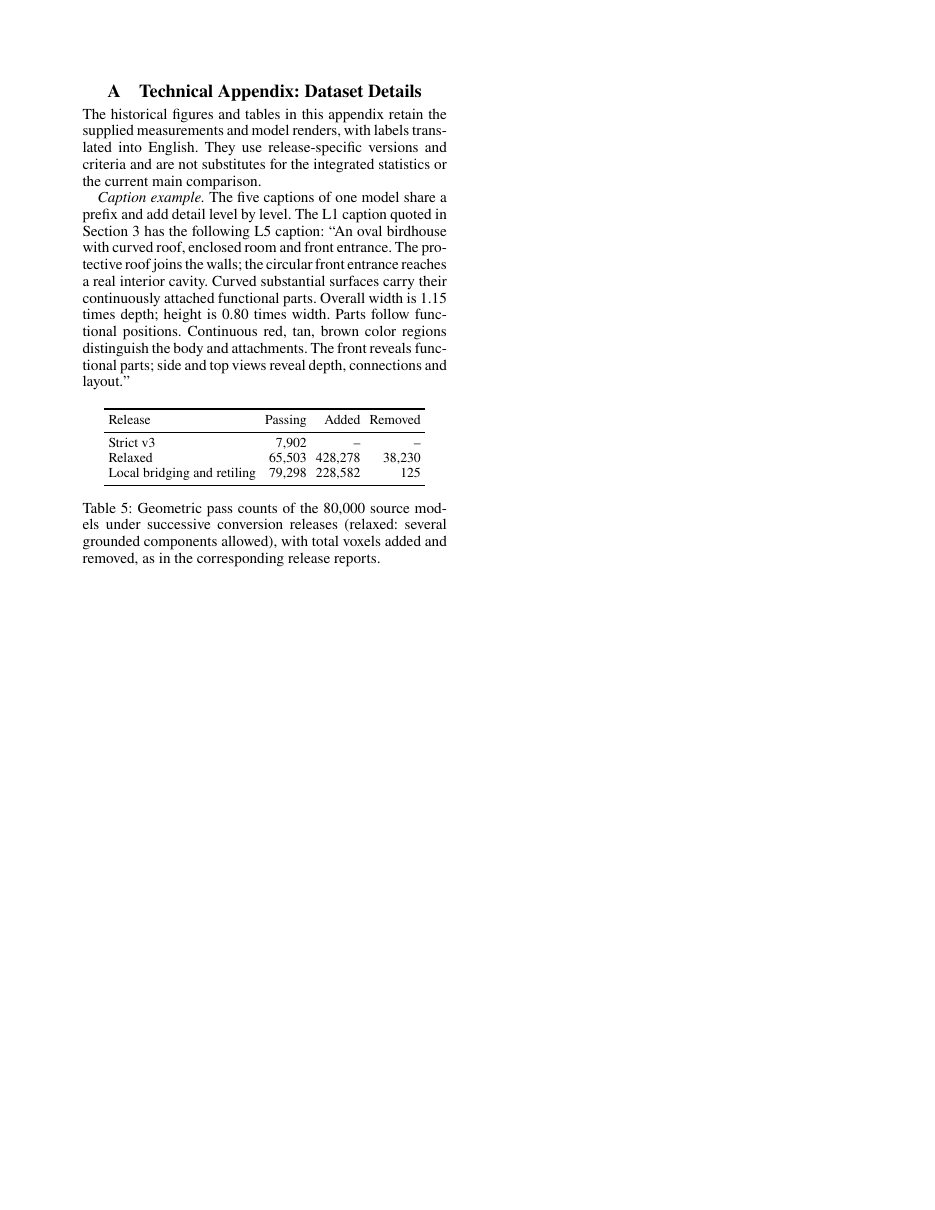 A Technical Appendix: Dataset Details
The historical figures and tables in this appendix retain the
supplied measurements and model renders, with labels trans-
lated into English. They use release-specific versions and
criteria and are not substitutes for the integrated statistics or
the current main comparison.
Caption example. The five captions of one model share a
prefix and add detail level by level. The L1 caption quoted in
Section 3 has the following L5 caption: “An oval birdhouse
with curved roof, enclosed room and front entrance. The pro-
tective roof joins the walls; the circular front entrance reaches
a real interior cavity. Curved substantial surfaces carry their
continuously attached functional parts. Overall width is 1.15
times depth; height is 0.80 times width. Parts follow func-
tional positions. Continuous red, tan, brown color regions
distinguish the body and attachments. The front reveals func-
tional parts; side and top views reveal depth, connections and
layout.”
Release Passing Added Removed
Strict v3 7,902 – –
Relaxed 65,503 428,278 38,230
Local bridging and retiling 79,298 228,582 125
Table 5: Geometric pass counts of the 80,000 source mod-
els under successive conversion releases (relaxed: several
grounded components allowed), with total voxels added and
removed, as in the corresponding release reports.